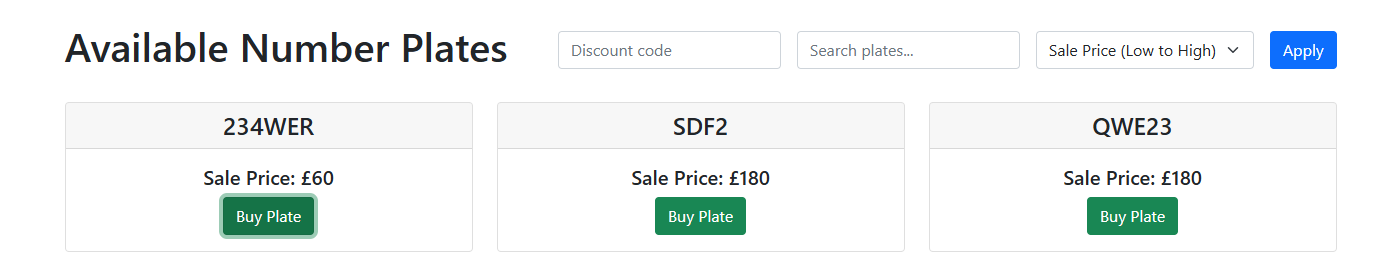 Available Number Plates
Discount code
Search plates...
Sale Price (Low to High)
Apply
234WER
Sale Price: £60
Buy Plate
SDF2
Sale Price: £180
Buy Plate
QWE23
Sale Price: £180
Buy Plate